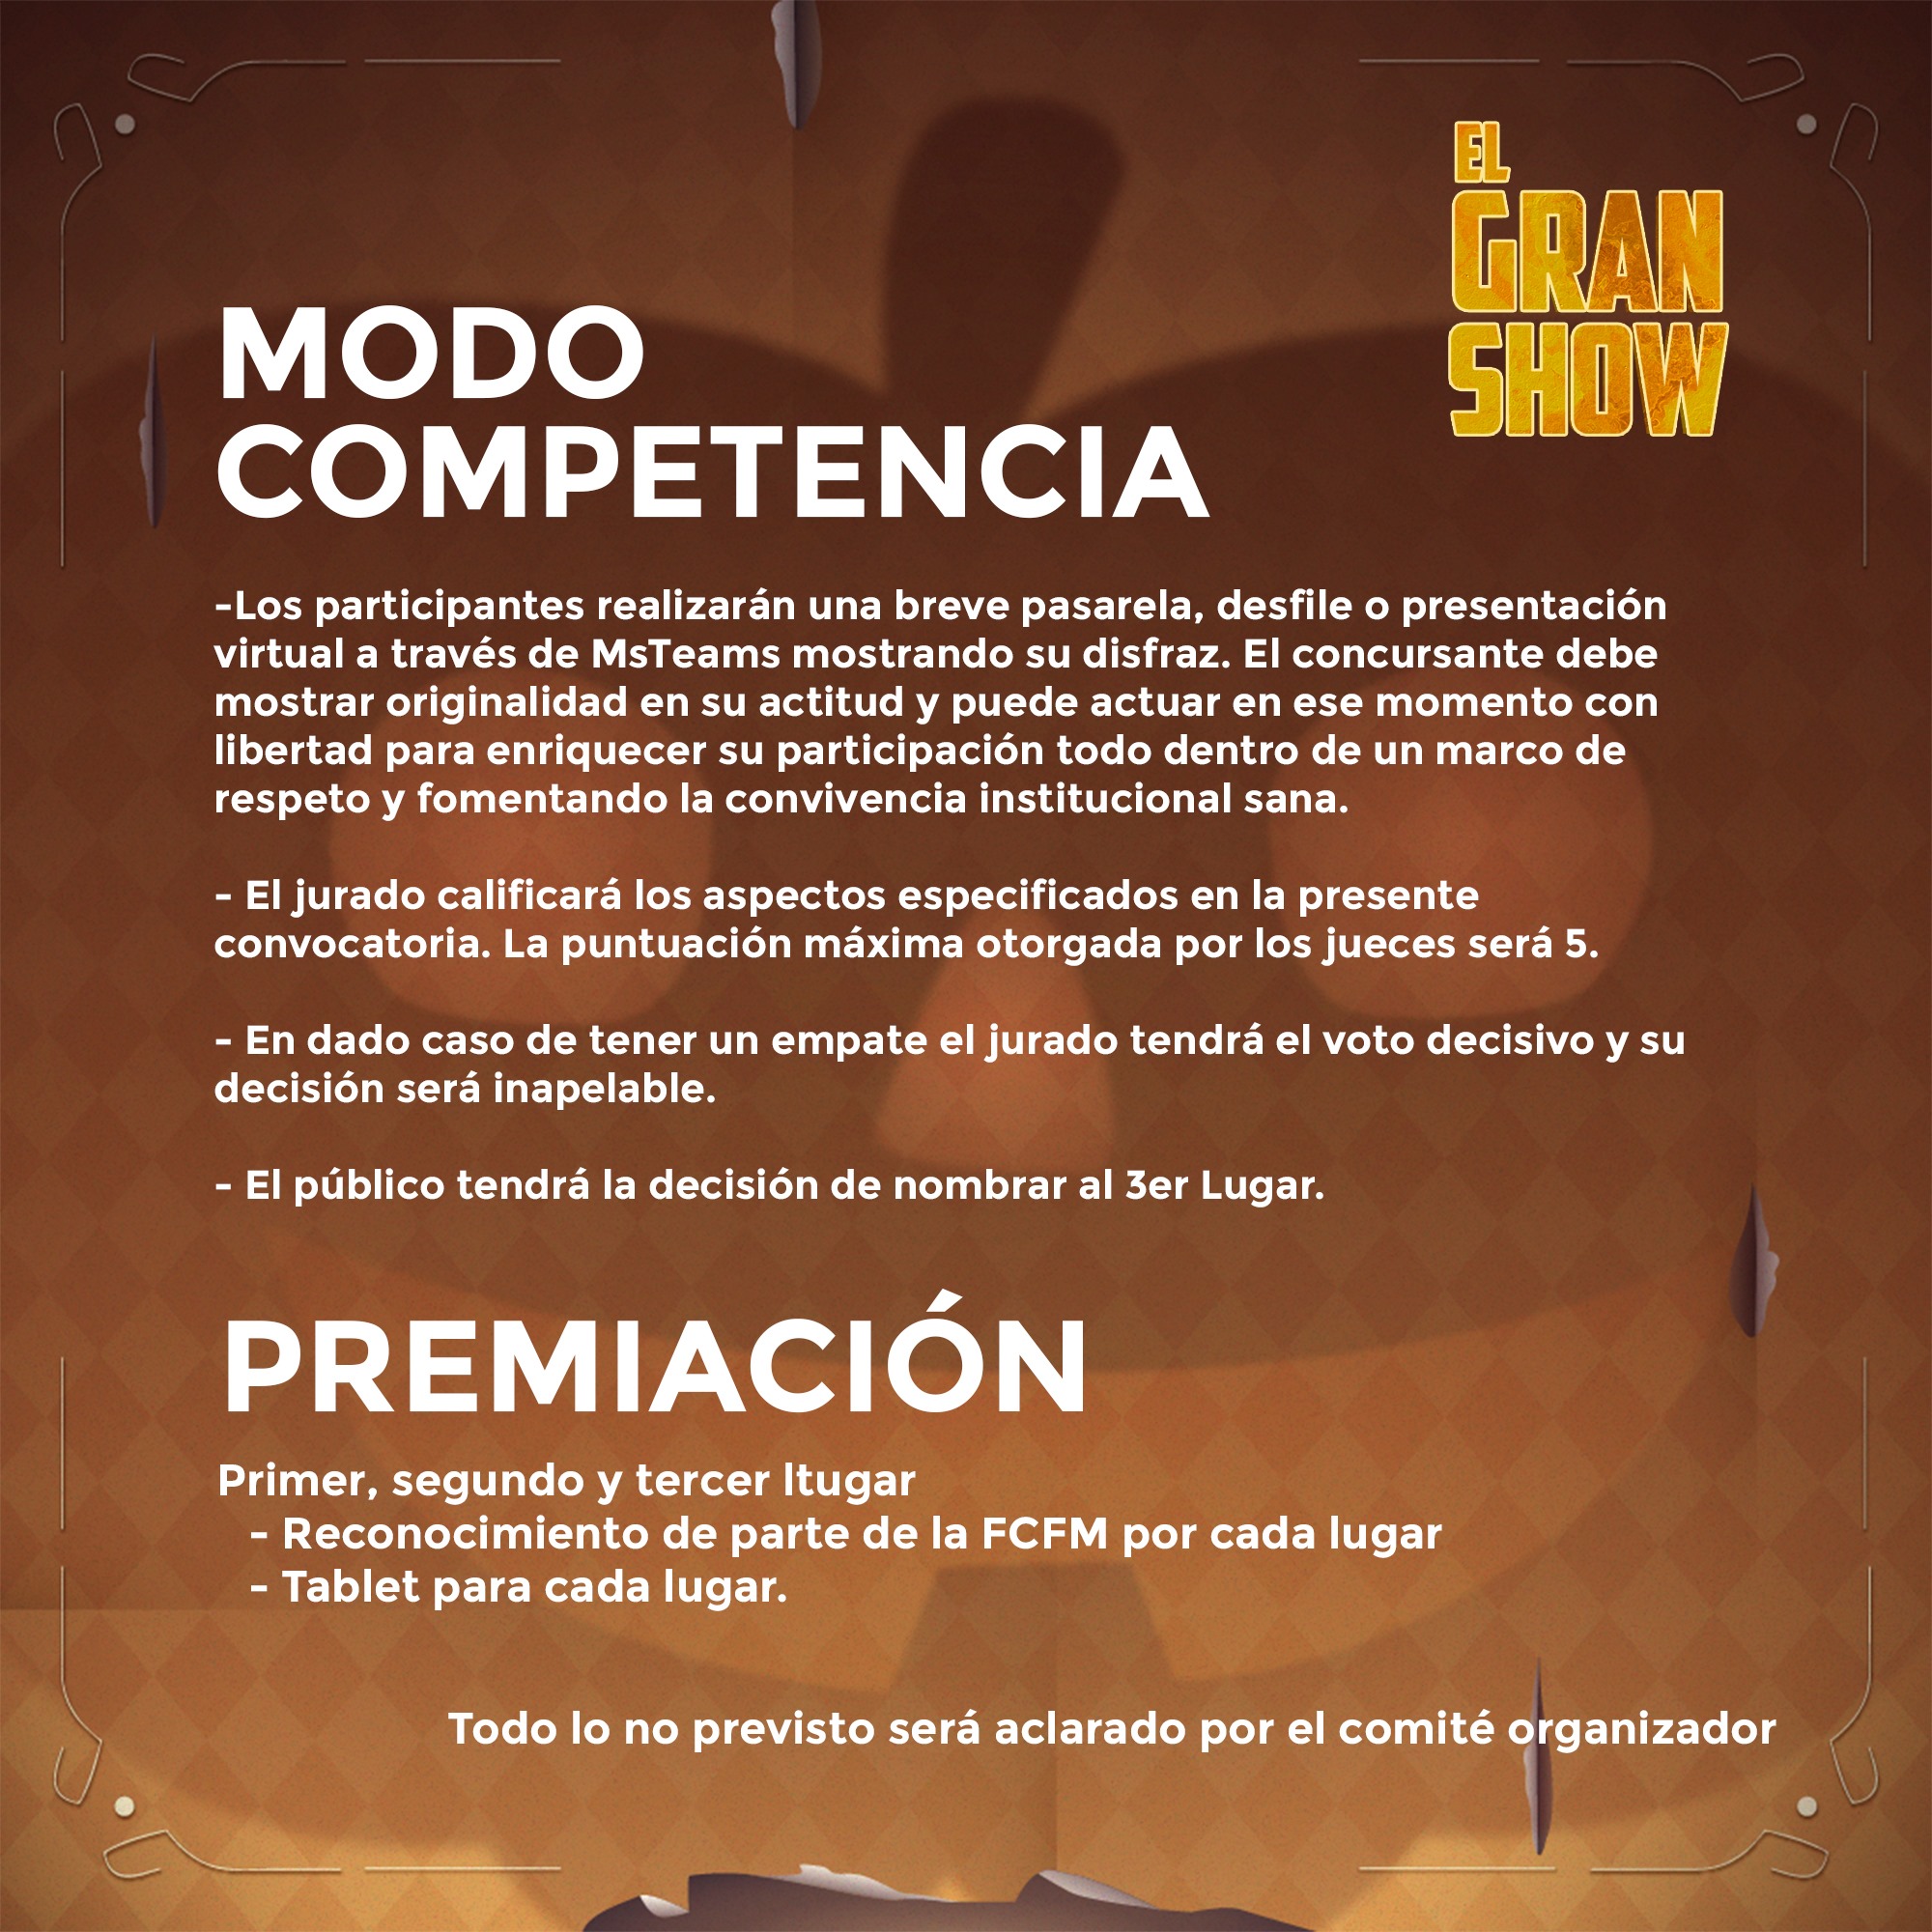 EL
GRAN
SHOW
MODO
COMPETENCIA
-Los participantes realizarán una breve pasarela, desfile o presentación
virtual a través de MsTeams mostrando su disfraz. El concursante debe
mostrar originalidad en su actitud y puede actuar en ese momento con
libertad para enriquecer su participación todo dentro de un marco de
respeto y fomentando la convivencia institucional sana.
- El jurado calificará los aspectos especificados en la presente
convocatoria. La puntuación máxima otorgada por los jueces será 5.
- En dado caso de tener un empate el jurado tendrá el voto decisivo y su
decisión será inapelable.
- El público tendrá la decisión de nombrar al 3er Lugar.
PREMIACIÓN
Primer, segundo y tercer ltugar
- Reconocimiento de parte de la FCFM por cada lugar
- Tablet para cada lugar.
Todo lo no previsto será aclarado por el comité organizador